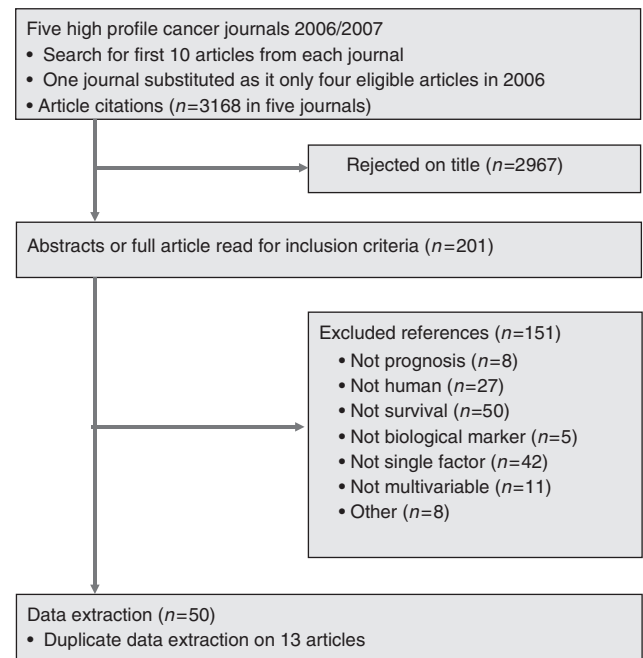 Five high profile cancer journals 2006/2007
• Search for first 10 articles from each journal
• One journal substituted as it only four eligible articles in 2006
• Article citations (n=3168 in five journals)
Rejected on title (n=2967)
Abstracts or full article read for inclusion criteria (n=201)
Excluded references (n=151)
• Not prognosis (n=8)
• Not human (n=27)
• Not survival (n=50)
• Not biological marker (n=5)
• Not single factor (n=42)
• Not multivariable (n=11)
• Other (n=8)
Data extraction (n=50)
• Duplicate data extraction on 13 articles